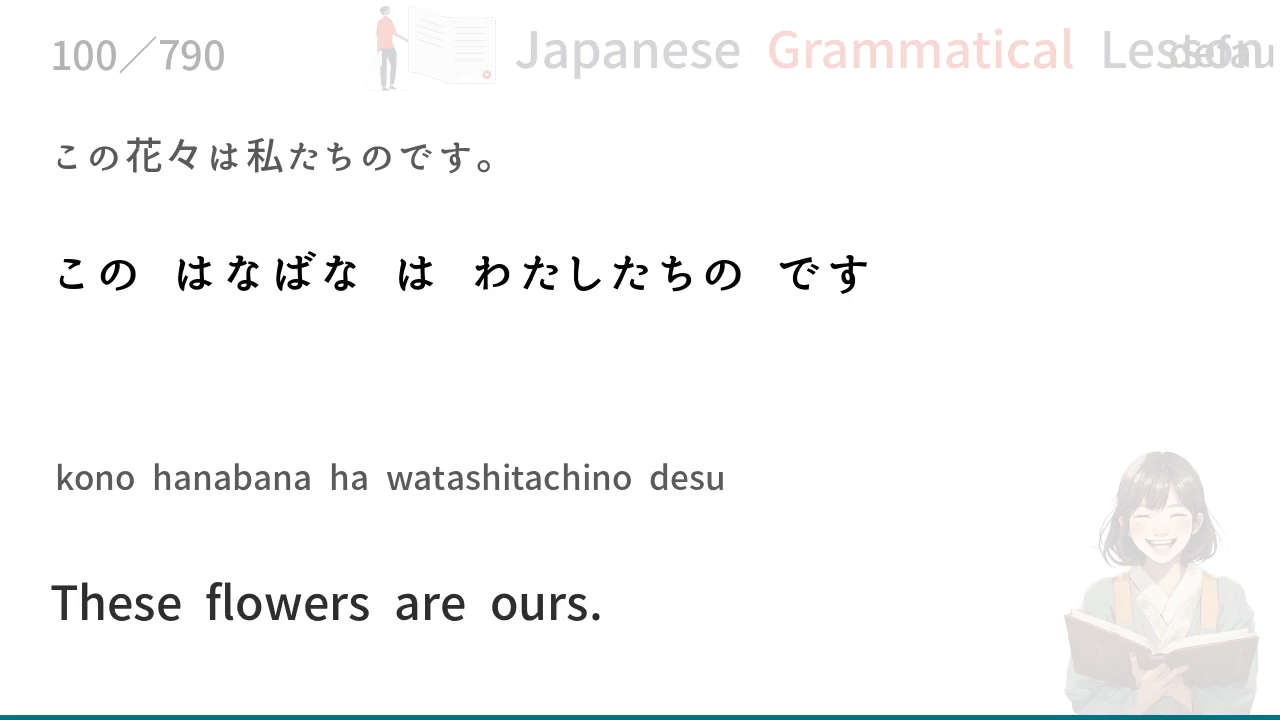 100／790
Japanese Grammatical Lesson
defau
この花々は私たちのです。
この はなばな は わたしたちの です
kono hanabana ha watashitachino desu
These flowers are ours.